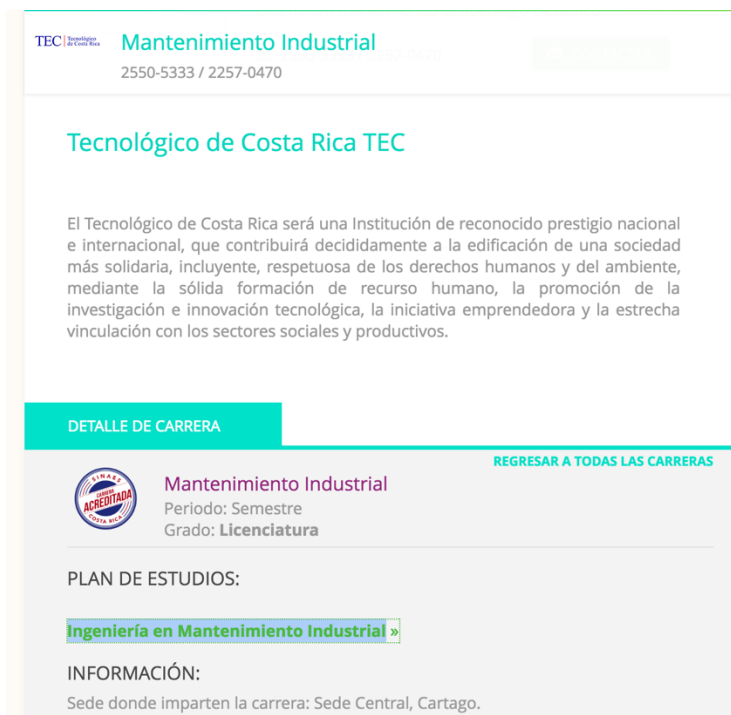 TEC | Tecnológico de Costa Rica
Mantenimiento Industrial
2550-5333 / 2257-0470
Tecnológico de Costa Rica TEC
El Tecnológico de Costa Rica será una Institución de reconocido prestigio nacional
e internacional, que contribuirá decididamente a la edificación de una sociedad
más solidaria, incluyente, respetuosa de los derechos humanos y del ambiente,
mediante la sólida formación de recurso humano, la promoción de la
investigación e innovación tecnológica, la iniciativa emprendedora y la estrecha
vinculación con los sectores sociales y productivos.
DETALLE DE CARRERA
REGRESAR A TODAS LAS CARRERAS
SINAES
CARRERA
ACREDITADA
COSTA RICA
Mantenimiento Industrial
Periodo: Semestre
Grado: Licenciatura
PLAN DE ESTUDIOS:
Ingeniería en Mantenimiento Industrial »
INFORMACIÓN:
Sede donde imparten la carrera: Sede Central, Cartago.